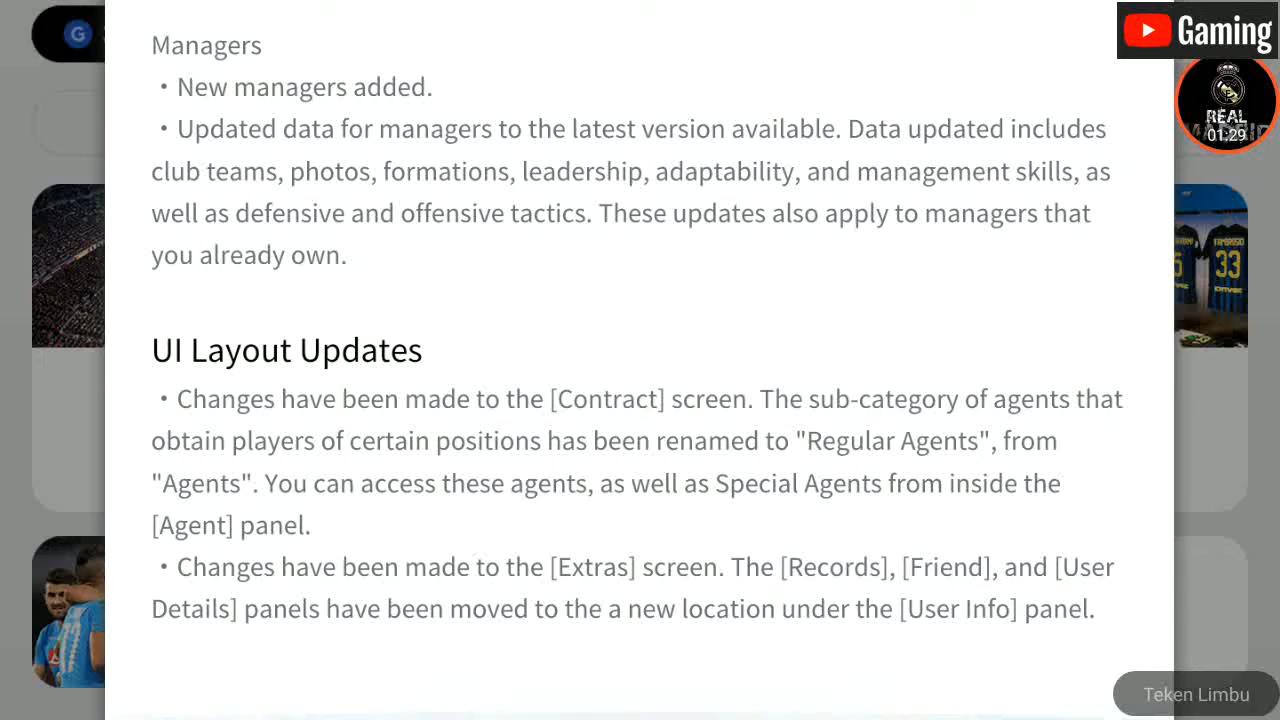 Managers
・New managers added.
・Updated data for managers to the latest version available. Data updated includes
club teams, photos, formations, leadership, adaptability, and management skills, as
well as defensive and offensive tactics. These updates also apply to managers that
you already own.
UI Layout Updates
・Changes have been made to the [Contract] screen. The sub-category of agents that
obtain players of certain positions has been renamed to "Regular Agents", from
"Agents". You can access these agents, as well as Special Agents from inside the
[Agent] panel.
・Changes have been made to the [Extras] screen. The [Records], [Friend], and [User
Details] panels have been moved to the a new location under the [User Info] panel.
G
Gaming
REAL
01:29
33
Teken Limbu